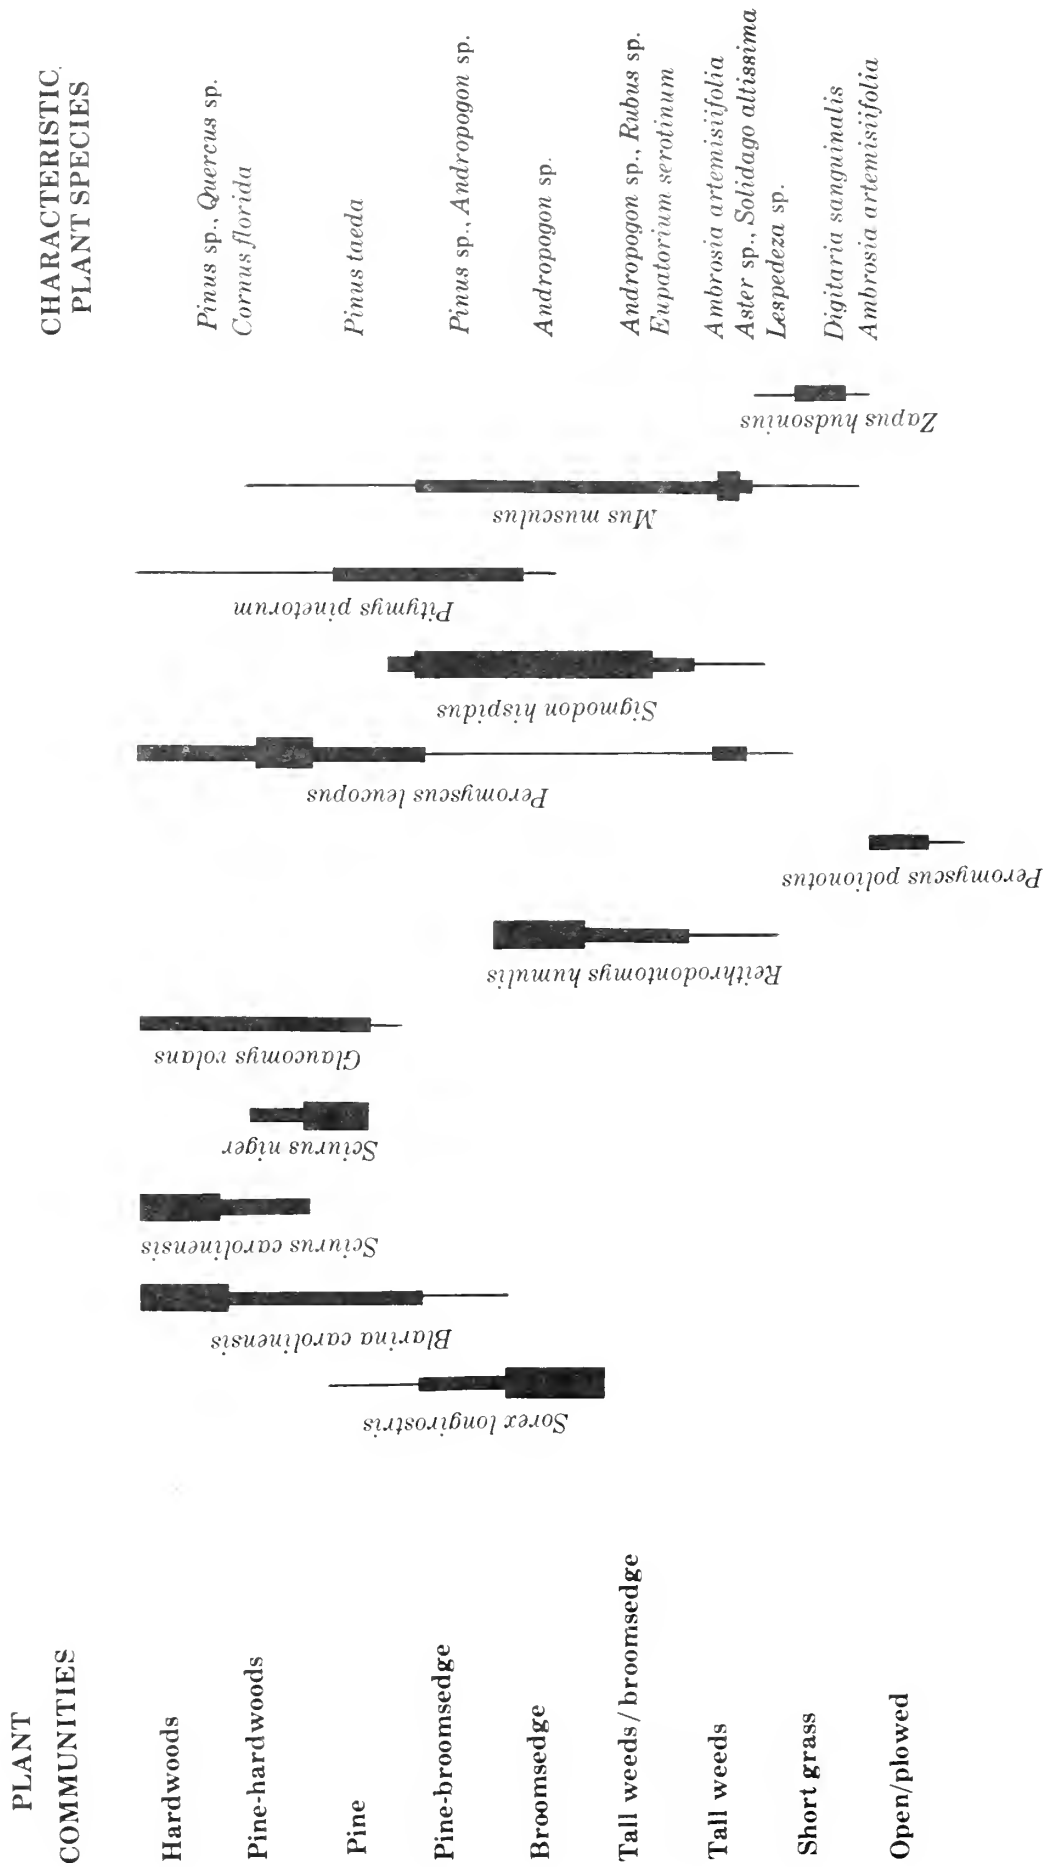 PLANT
COMMUNITIES
Hardwoods
Pine-hardwoods
Pine
Pine-broomsedge
Broomsedge
Tall weeds / broomsedge
Tall weeds
Short grass
Open/plowed
Sorex longirostris
Blarina carolinensis
Sciurus carolinensis
Sciurus niger
Glaucomys volans
Reithrodontomys humulis
Peromyscus polionotus
Peromyscus leucopus
Sigmodon hispidus
Pitymys pinetorum
Mus musculus
Zapus hudsonius
CHARACTERISTIC
PLANT SPECIES
Pinus sp., Quercus sp.
Cornus florida
Pinus taeda
Pinus sp., Andropogon sp.
Andropogon sp.
Andropogon sp., Rubus sp.
Eupatorium serotinum
Ambrosia artemisiifolia
Aster sp., Solidago altissima
Lespedeza sp.
Digitaria sanguinalis
Ambrosia artemisiifolia